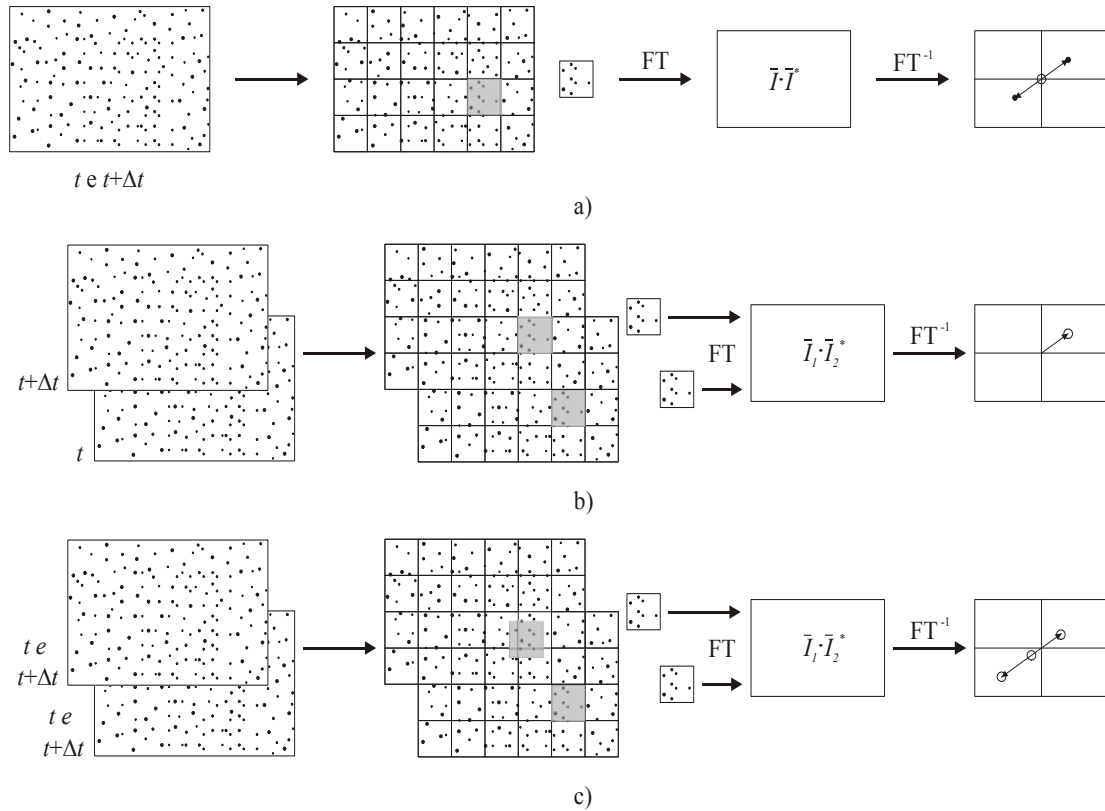 FT
Ī·Ī*
FT⁻¹
t e t+Δt
a)
t+Δt
t
FT
Ī₁·Ī₂*
FT⁻¹
b)
t e
t+Δt
t e
t+Δt
FT
Ī₁·Ī₂*
FT⁻¹
c)